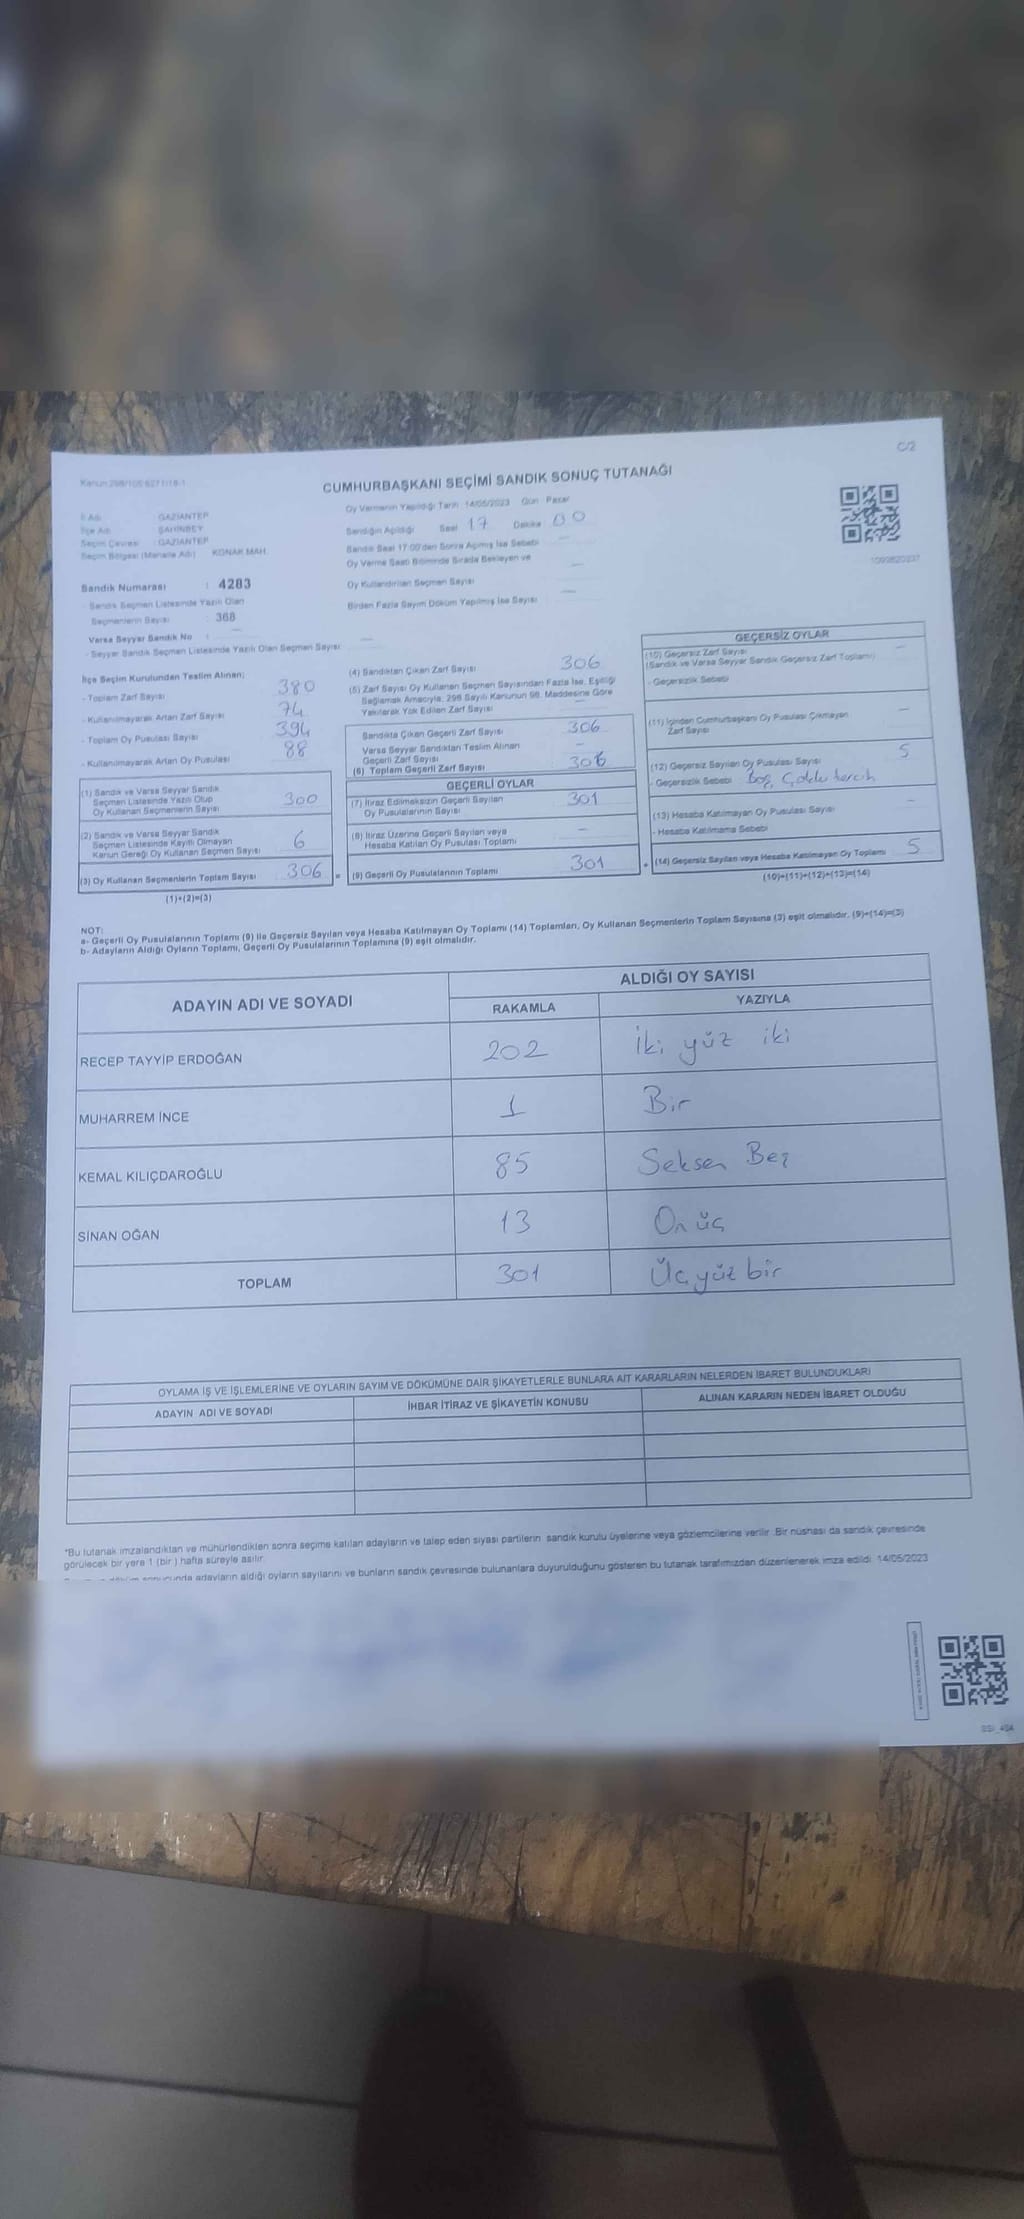 C/2
Kanun 298/105 6271/18-1
CUMHURBAŞKANI SEÇİMİ SANDIK SONUÇ TUTANAĞI
İl Adı : GAZİANTEP
İlçe Adı : ŞAHİNBEY
Seçim Çevresi : GAZİANTEP
Seçim Bölgesi (Mahalle Adı) KONAK MAH.
Oy Vermenin Yapıldığı Tarih 14/05/2023 Gün Pazar
Sandığın Açıldığı Saat 17 Dakika 00
Sandık Saat 17:00'den Sonra Açılmış İse Sebebi —
Oy Verme Saati Bitiminde Sırada Bekleyen ve
Oy Kullandırılan Seçmen Sayısı —
Birden Fazla Sayım Döküm Yapılmış İse Sayısı —
1099820237
Sandık Numarası : 4283
- Sandık Seçmen Listesinde Yazılı Olan
Seçmenlerin Sayısı : 368
Varsa Seyyar Sandık No : —
- Seyyar Sandık Seçmen Listesinde Yazılı Olan Seçmen Sayısı —
İlçe Seçim Kurulundan Teslim Alınan;
- Toplam Zarf Sayısı 380
- Kullanılmayarak Artan Zarf Sayısı 74
- Toplam Oy Pusulası Sayısı 394
- Kullanılmayarak Artan Oy Pusulası 88
(1) Sandık ve Varsa Seyyar Sandık
Seçmen Listesinde Yazılı Olup
Oy Kullanan Seçmenlerin Sayısı 300
(2) Sandık ve Varsa Seyyar Sandık
Seçmen Listesinde Kayıtlı Olmayan
Kanun Gereği Oy Kullanan Seçmen Sayısı 6
(3) Oy Kullanan Seçmenlerin Toplam Sayısı 306 =
(1)+(2)=(3)
(4) Sandıktan Çıkan Zarf Sayısı 306
(5) Zarf Sayısı Oy Kullanan Seçmen Sayısından Fazla İse, Eşitliği
Sağlamak Amacıyla, 298 Sayılı Kanunun 98. Maddesine Göre
Yakılarak Yok Edilen Zarf Sayısı —
Sandıkta Çıkan Geçerli Zarf Sayısı 306
Varsa Seyyar Sandıktan Teslim Alınan
Geçerli Zarf Sayısı —
(6) Toplam Geçerli Zarf Sayısı 306
GEÇERLİ OYLAR
(7) İtiraz Edilmeksizin Geçerli Sayılan
Oy Pusulalarının Sayısı 301
(8) İtiraz Üzerine Geçerli Sayılan veya
Hesaba Katılan Oy Pusulası Toplamı —
(9) Geçerli Oy Pusulalarının Toplamı 301 +
GEÇERSİZ OYLAR
(10) Geçersiz Zarf Sayısı
(Sandık ve Varsa Seyyar Sandık Geçersiz Zarf Toplamı) —
- Geçersizlik Sebebi
(11) İçinden Cumhurbaşkanı Oy Pusulası Çıkmayan
Zarf Sayısı —
(12) Geçersiz Sayılan Oy Pusulası Sayısı 5
- Geçersizlik Sebebi Boş, Çoklu tercih
(13) Hesaba Katılmayan Oy Pusulası Sayısı —
- Hesaba Katılmama Sebebi
(14) Geçersiz Sayılan veya Hesaba Katılmayan Oy Toplamı 5
(10)+(11)+(12)+(13)=(14)
NOT:
a- Geçerli Oy Pusulalarının Toplamı (9) ile Geçersiz Sayılan veya Hesaba Katılmayan Oy Toplamı (14) Toplamları, Oy Kullanan Seçmenlerin Toplam Sayısına (3) eşit olmalıdır. (9)+(14)=(3)
b- Adayların Aldığı Oyların Toplamı, Geçerli Oy Pusulalarının Toplamına (9) eşit olmalıdır.
ADAYIN ADI VE SOYADI
ALDIĞI OY SAYISI
RAKAMLA YAZIYLA
RECEP TAYYİP ERDOĞAN 202 İki yüz iki
MUHARREM İNCE 1 Bir
KEMAL KILIÇDAROĞLU 85 Seksen Beş
SİNAN OĞAN 13 On üç
TOPLAM 301 Üç yüz bir
OYLAMA İŞ VE İŞLEMLERİNE VE OYLARIN SAYIM VE DÖKÜMÜNE DAİR ŞİKAYETLERLE BUNLARA AİT KARARLARIN NELERDEN İBARET BULUNDUKLARI
ADAYIN ADI VE SOYADI İHBAR İTİRAZ VE ŞİKAYETİN KONUSU ALINAN KARARIN NEDEN İBARET OLDUĞU
*Bu tutanak imzalandıktan ve mühürlendikten sonra seçime katılan adayların ve talep eden siyasi partilerin sandık kurulu üyelerine veya gözlemcilerine verilir. Bir nüshası da sandık çevresinde
görülecek bir yere 1 (bir ) hafta süreyle asılır.
sonucunda adayların aldığı oyların sayılarını ve bunların sandık çevresinde bulunanlara duyurulduğunu gösteren bu tutanak tarafımızdan düzenlenerek imza edildi. 14/05/2023